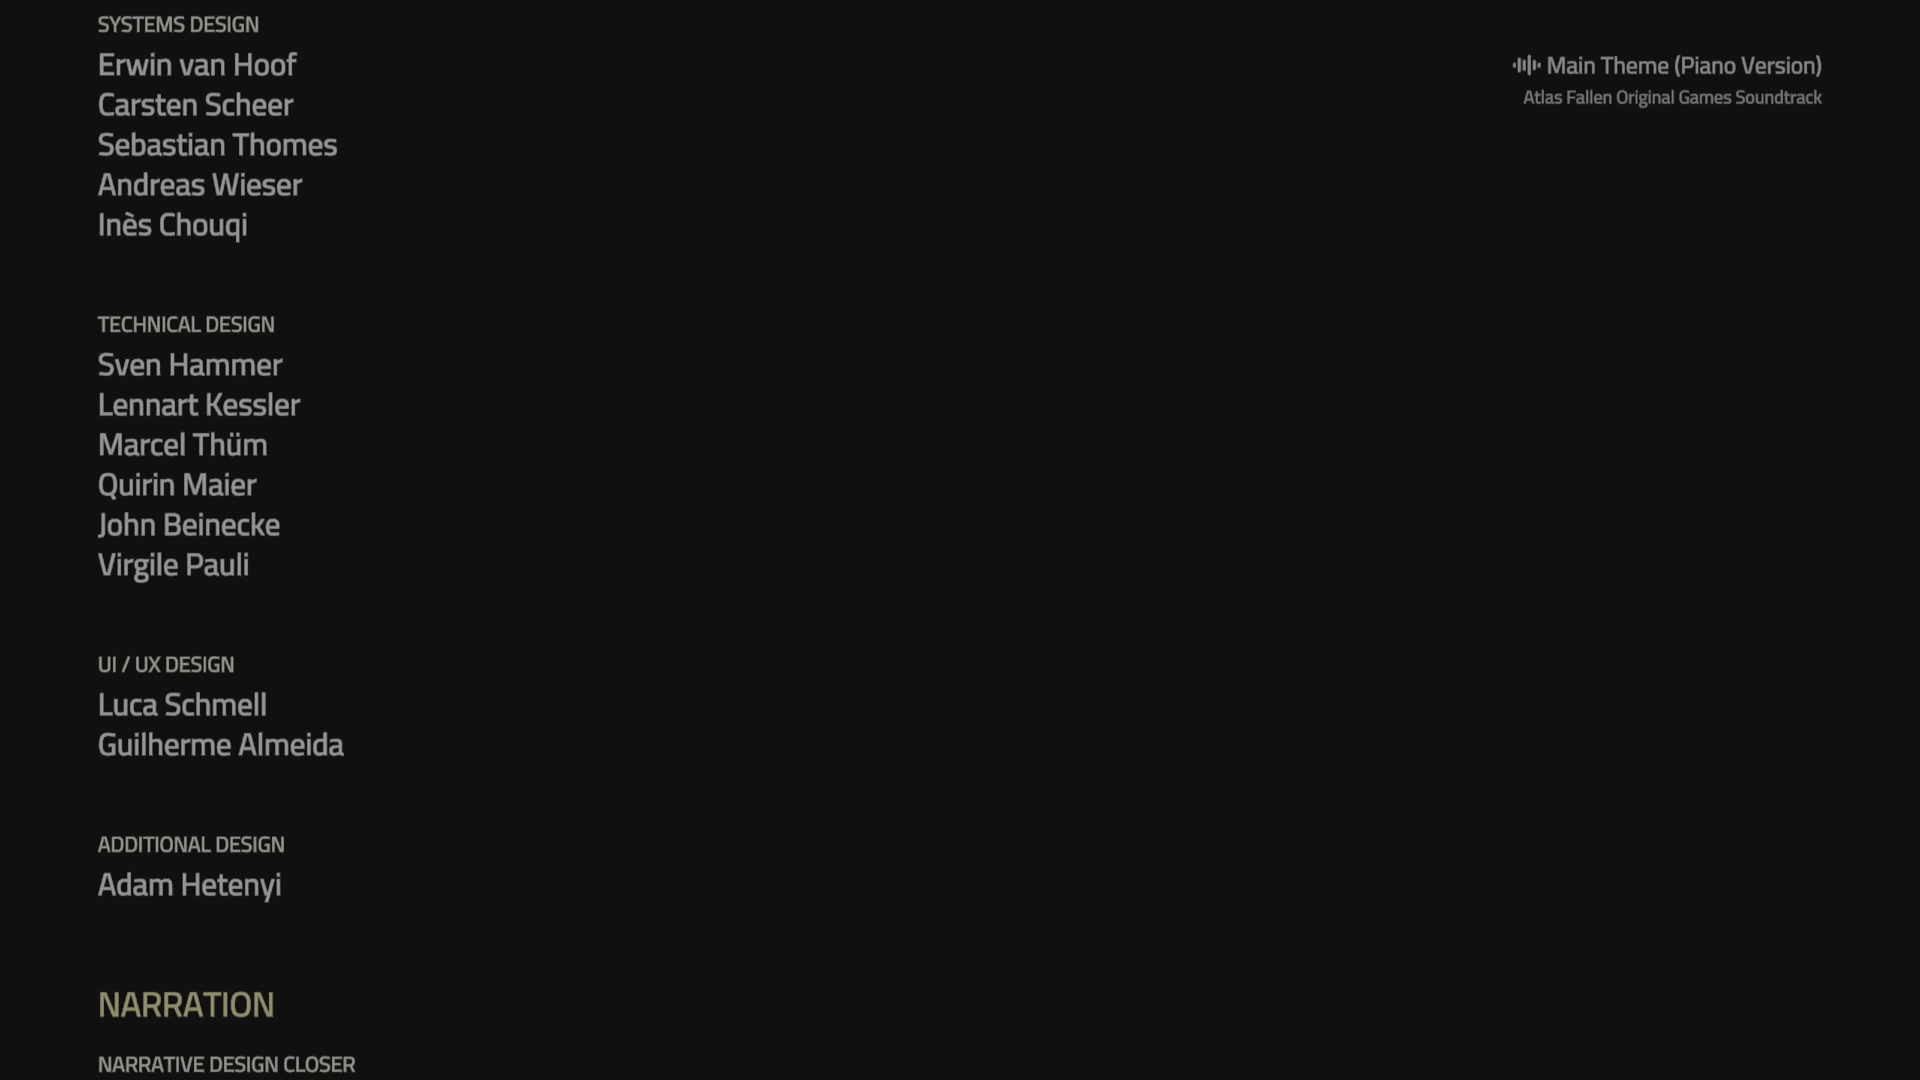 SYSTEMS DESIGN
Erwin van Hoof
Carsten Scheer
Sebastian Thomes
Andreas Wieser
Inès Chouqi
TECHNICAL DESIGN
Sven Hammer
Lennart Kessler
Marcel Thüm
Quirin Maier
John Beinecke
Virgile Pauli
UI / UX DESIGN
Luca Schmell
Guilherme Almeida
ADDITIONAL DESIGN
Adam Hetenyi
NARRATION
NARRATIVE DESIGN CLOSER
Main Theme (Piano Version)
Atlas Fallen Original Games Soundtrack